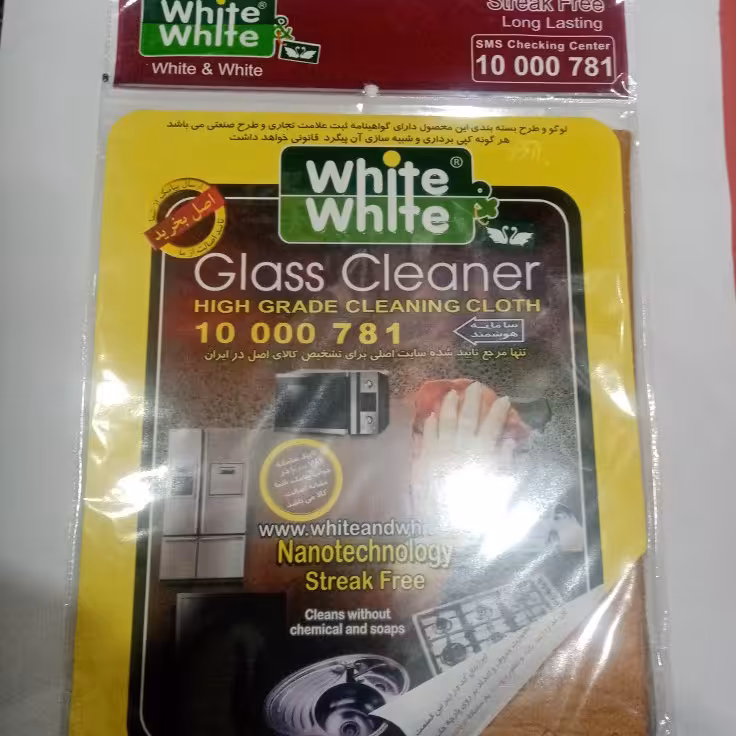 White®
White
White & White
Streak Free
Long Lasting
SMS Checking Center
10 000 781
لوگو و طرح بسته بندی این محصول دارای گواهینامه ثبت علامت تجاری و طرح صنعتی می باشد
هر گونه کپی برداری و شبیه سازی آن پیگرد قانونی خواهد داشت
White®
White
اصل بخرید
Glass Cleaner
HIGH GRADE CLEANING CLOTH
10 000 781
سامانه
هوشمند
تنها مرجع تایید شده سایت اصلی برای تشخیص کالای اصل در ایران
www.whiteandwh
Nanotechnology
Streak Free
Cleans without
chemical and soaps